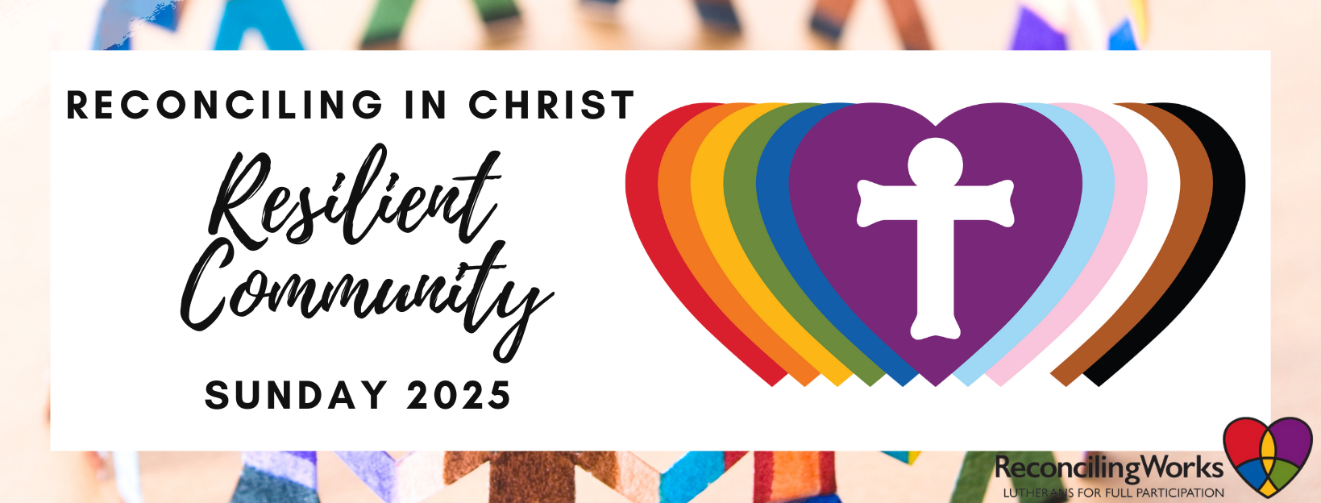 RECONCILING IN CHRIST
Resilient
Community
SUNDAY 2025
ReconcilingWorks
LUTHERANS FOR FULL PARTICIPATION